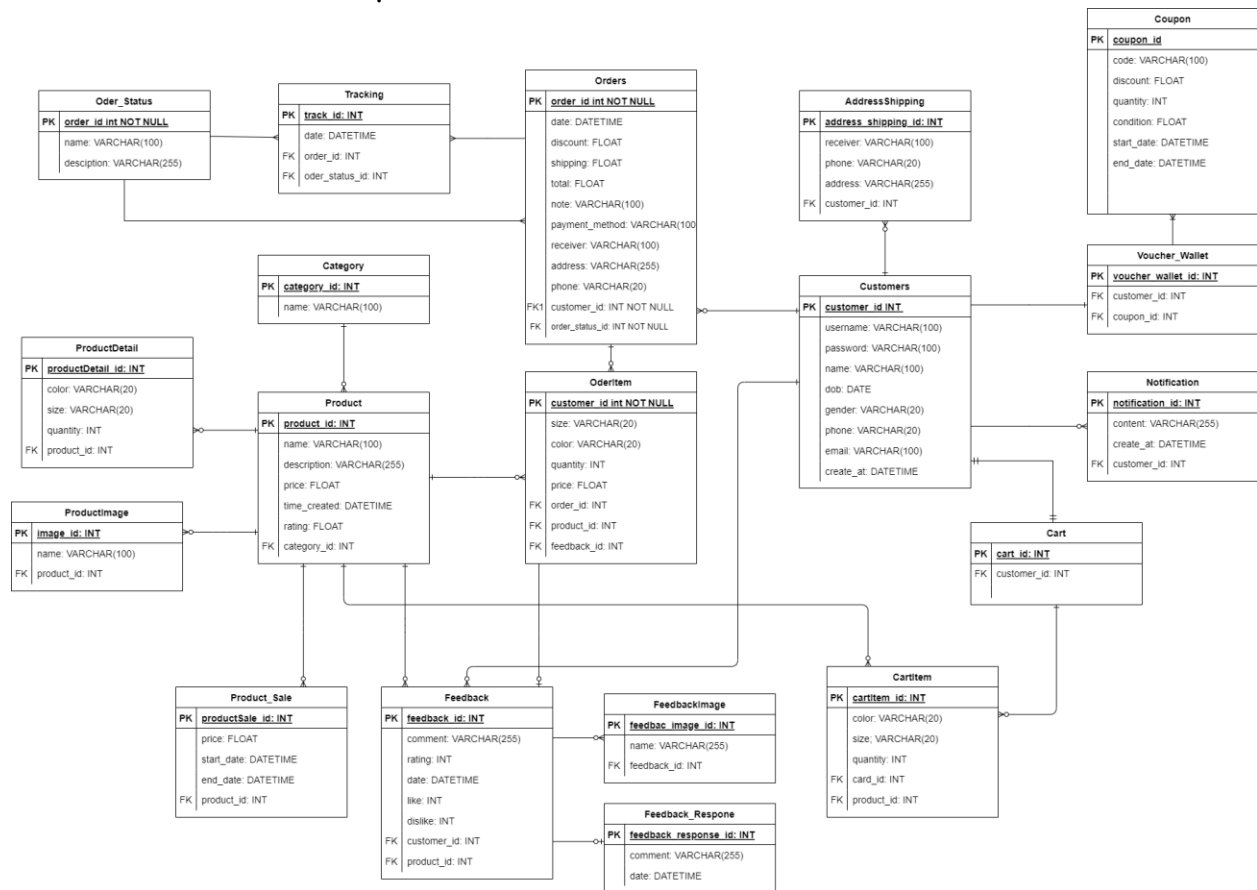 Coupon
PK coupon_id
code: VARCHAR(100)
discount: FLOAT
quantity: INT
condition: FLOAT
start_date: DATETIME
end_date: DATETIME
Oder_Status
PK order_id int NOT NULL
name: VARCHAR(100)
desciption: VARCHAR(255)
Tracking
PK track_id: INT
date: DATETIME
FK order_id: INT
FK oder_status_id: INT
Orders
PK order_id int NOT NULL
date: DATETIME
discount: FLOAT
shipping: FLOAT
total: FLOAT
note: VARCHAR(100)
payment_method: VARCHAR(100
receiver: VARCHAR(100)
address: VARCHAR(255)
phone: VARCHAR(20)
FK1 customer_id: INT NOT NULL
FK order_status_id: INT NOT NULL
AddressShipping
PK address_shipping_id: INT
receiver: VARCHAR(100)
phone: VARCHAR(20)
address: VARCHAR(255)
FK customer_id: INT
Voucher_Wallet
PK voucher_wallet_id: INT
FK customer_id: INT
FK coupon_id: INT
Category
PK category_id: INT
name: VARCHAR(100)
Customers
PK customer_id INT
username: VARCHAR(100)
password: VARCHAR(100)
name: VARCHAR(100)
dob: DATE
gender: VARCHAR(20)
phone: VARCHAR(20)
email: VARCHAR(100)
create_at: DATETIME
ProductDetail
PK productDetail_id: INT
color: VARCHAR(20)
size: VARCHAR(20)
quantity: INT
FK product_id: INT
Product
PK product_id: INT
name: VARCHAR(100)
description: VARCHAR(255)
price: FLOAT
time_created: DATETIME
rating: FLOAT
FK category_id: INT
OderItem
PK customer_id int NOT NULL
size: VARCHAR(20)
color: VARCHAR(20)
quantity: INT
price: FLOAT
FK order_id: INT
FK product_id: INT
FK feedback_id: INT
Notification
PK notification_id: INT
content: VARCHAR(255)
create_at: DATETIME
FK customer_id: INT
ProductImage
PK image_id: INT
name: VARCHAR(100)
FK product_id: INT
Cart
PK cart_id: INT
FK customer_id: INT
Product_Sale
PK productSale_id: INT
price: FLOAT
start_date: DATETIME
end_date: DATETIME
FK product_id: INT
Feedback
PK feedback_id: INT
comment: VARCHAR(255)
rating: INT
date: DATETIME
like: INT
dislike: INT
FK customer_id: INT
FK product_id: INT
FeedbackImage
PK feedbac_image_id: INT
name: VARCHAR(255)
FK feedback_id: INT
CartItem
PK cartItem_id: INT
color: VARCHAR(20)
size; VARCHAR(20)
quantity: INT
FK card_id: INT
FK product_id: INT
Feedback_Respone
PK feedback_response_id: INT
comment: VARCHAR(255)
date: DATETIME